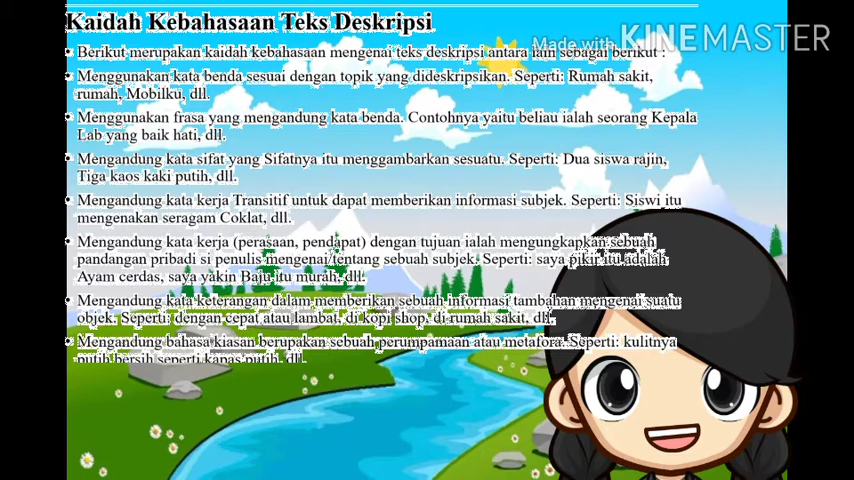 Kaidah Kebahasaan Teks Deskripsi
Made with KINEMASTER
Berikut merupakan kaidah kebahasaan mengenai teks deskripsi antara lain sebagai berikut :
Menggunakan kata benda sesuai dengan topik yang dideskripsikan. Seperti: Rumah sakit,
rumah, Mobilku, dll.
Menggunakan frasa yang mengandung kata benda. Contohnya yaitu beliau ialah seorang Kepala
Lab yang baik hati, dll.
Mengandung kata sifat yang Sifatnya itu menggambarkan sesuatu. Seperti: Dua siswa rajin,
Tiga kaos kaki putih, dll.
Mengandung kata kerja Transitif untuk dapat memberikan informasi subjek. Seperti: Siswi itu
mengenakan seragam Coklat, dll.
Mengandung kata kerja (perasaan, pendapat) dengan tujuan ialah mengungkapkan sebuah
pandangan pribadi si penulis mengenai/tentang sebuah subjek. Seperti: saya pikir itu adalah
Ayam cerdas, saya yakin Baju itu murah, dll.
Mengandung kata keterangan dalam memberikan sebuah informasi tambahan mengenai suatu
objek. Seperti: dengan cepat atau lambat, di kopi shop, di rumah sakit, dll.
Mengandung bahasa kiasan berupakan sebuah perumpamaan atau metafora. Seperti: kulitnya
putih bersih seperti kapas putih, dll.